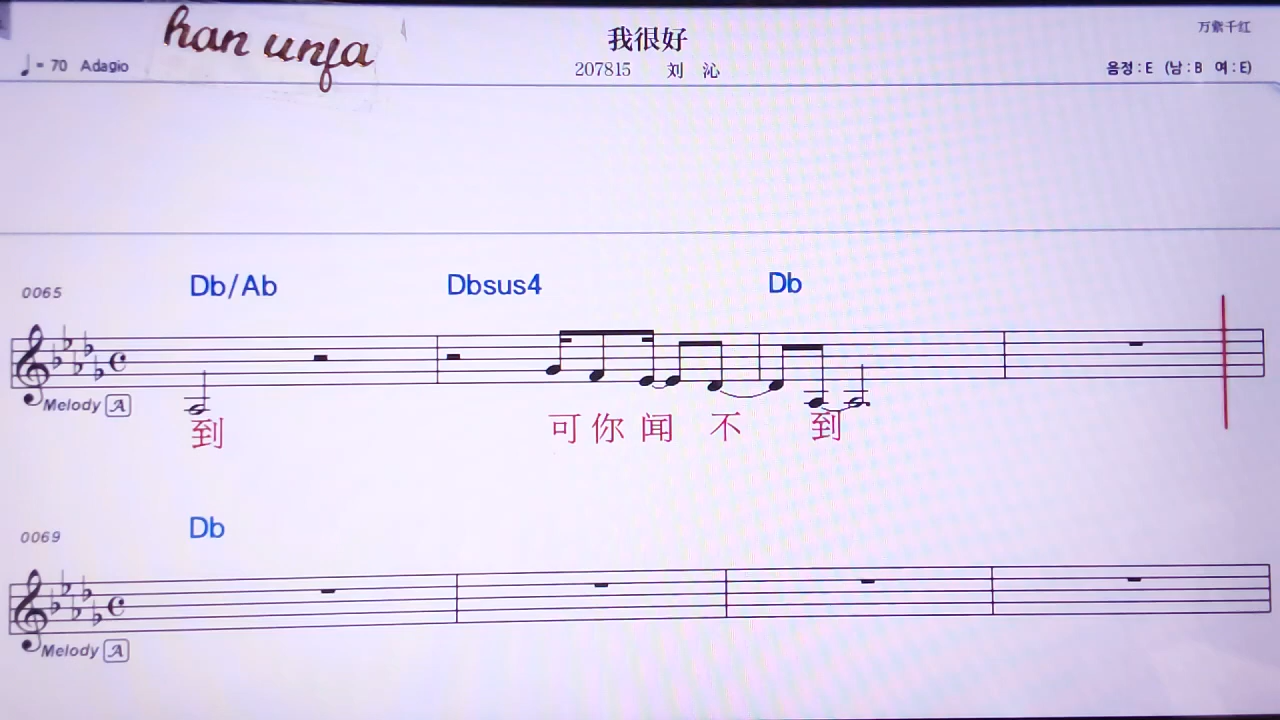 han unfa
我很好
万紫千红
♩= 70 Adagio
207815 刘 沁
음정 : E (남 : B 여 : E)
0065
Db/Ab Dbsus4 Db
Melody A
到 可 你 闻 不 到
0069
Db
Melody A